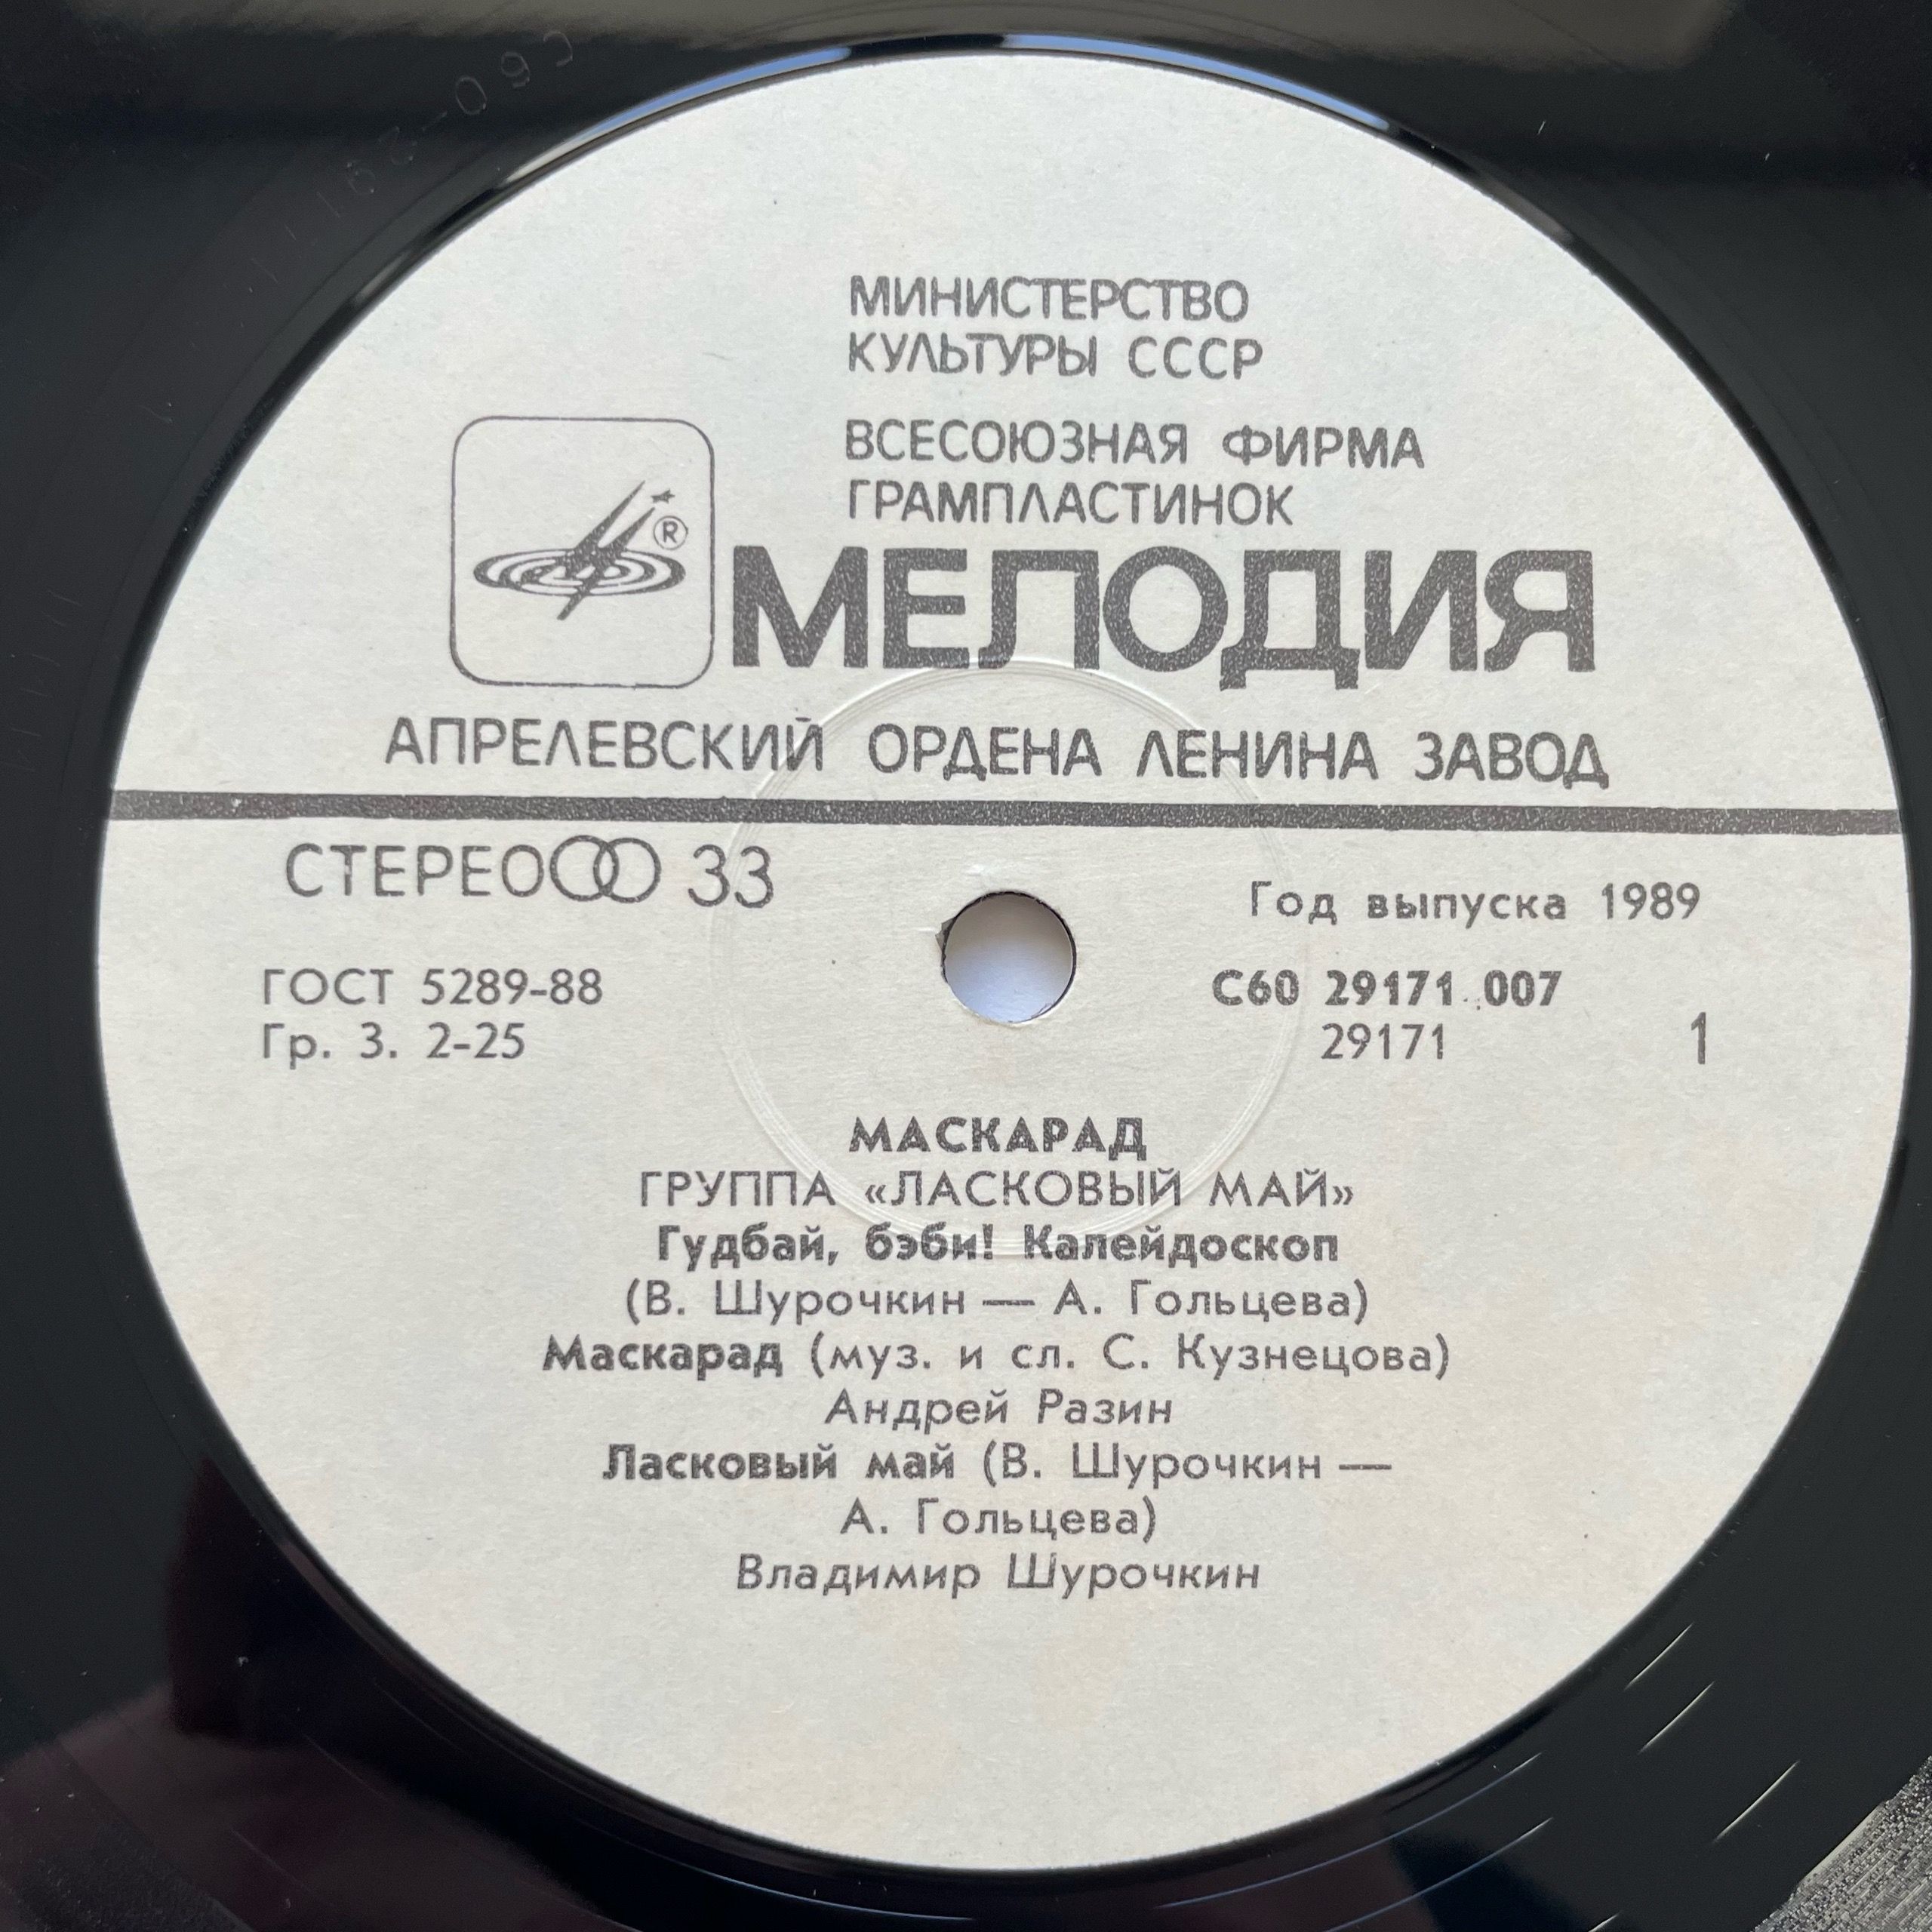 МИНИСТЕРСТВО
КУЛЬТУРЫ СССР
ВСЕСОЮЗНАЯ ФИРМА
ГРАМПЛАСТИНОК
®
МЕЛОДИЯ
АПРЕЛЕВСКИЙ ОРДЕНА ЛЕНИНА ЗАВОД
СТЕРЕО 33
Год выпуска 1989
ГОСТ 5289-88
Гр. 3. 2-25
С60 29171 007
29171
1
МАСКАРАД
ГРУППА «ЛАСКОВЫЙ МАЙ»
Гудбай, бэби! Калейдоскоп
(В. Шурочкин — А. Гольцева)
Маскарад (муз. и сл. С. Кузнецова)
Андрей Разин
Ласковый май (В. Шурочкин —
А. Гольцева)
Владимир Шурочкин